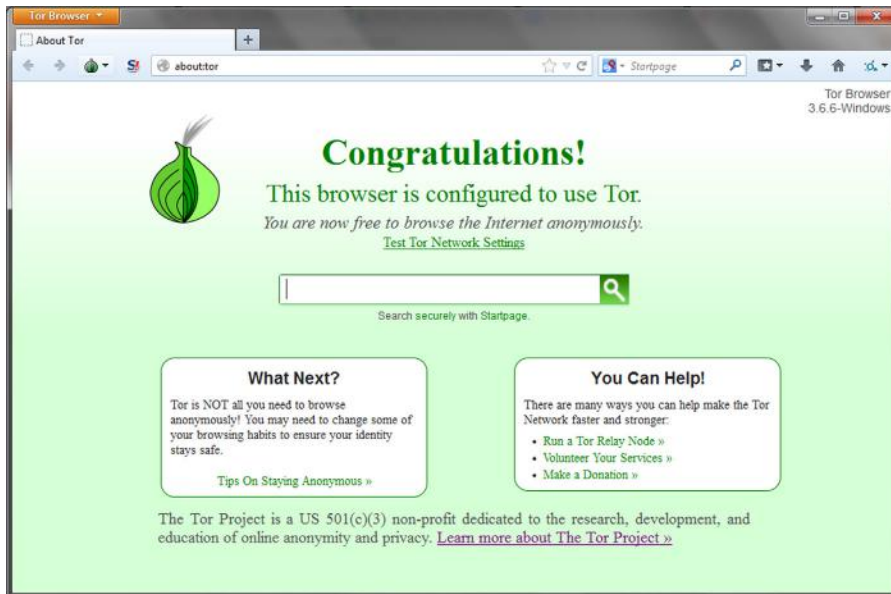 Tor Browser
About Tor
about:tor
Startpage
Tor Browser
3.6.6-Windows
Congratulations!
This browser is configured to use Tor.
You are now free to browse the Internet anonymously.
Test Tor Network Settings
Search securely with Startpage.
What Next?
Tor is NOT all you need to browse
anonymously! You may need to change some of
your browsing habits to ensure your identity
stays safe.
Tips On Staying Anonymous »
You Can Help!
There are many ways you can help make the Tor
Network faster and stronger:
• Run a Tor Relay Node »
• Volunteer Your Services »
• Make a Donation »
The Tor Project is a US 501(c)(3) non-profit dedicated to the research, development, and
education of online anonymity and privacy. Learn more about The Tor Project »